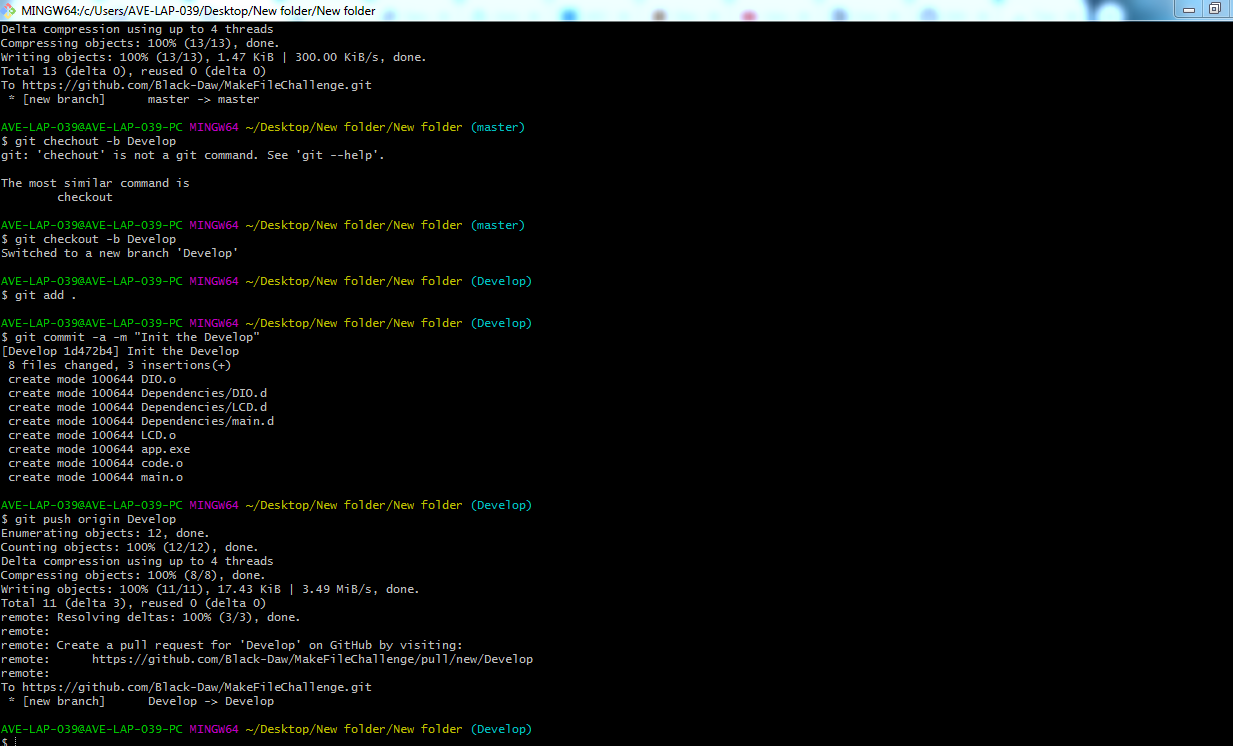 MINGW64:/c/Users/AVE-LAP-039/Desktop/New folder/New folder
Delta compression using up to 4 threads
Compressing objects: 100% (13/13), done.
Writing objects: 100% (13/13), 1.47 KiB | 300.00 KiB/s, done.
Total 13 (delta 0), reused 0 (delta 0)
To https://github.com/Black-Daw/MakeFileChallenge.git
 * [new branch]      master -> master

AVE-LAP-039@AVE-LAP-039-PC MINGW64 ~/Desktop/New folder/New folder (master)
$ git chechout -b Develop
git: 'chechout' is not a git command. See 'git --help'.

The most similar command is
        checkout

AVE-LAP-039@AVE-LAP-039-PC MINGW64 ~/Desktop/New folder/New folder (master)
$ git checkout -b Develop
Switched to a new branch 'Develop'

AVE-LAP-039@AVE-LAP-039-PC MINGW64 ~/Desktop/New folder/New folder (Develop)
$ git add .

AVE-LAP-039@AVE-LAP-039-PC MINGW64 ~/Desktop/New folder/New folder (Develop)
$ git commit -a -m "Init the Develop"
[Develop 1d472b4] Init the Develop
 8 files changed, 3 insertions(+)
 create mode 100644 DIO.o
 create mode 100644 Dependencies/DIO.d
 create mode 100644 Dependencies/LCD.d
 create mode 100644 Dependencies/main.d
 create mode 100644 LCD.o
 create mode 100644 app.exe
 create mode 100644 code.o
 create mode 100644 main.o

AVE-LAP-039@AVE-LAP-039-PC MINGW64 ~/Desktop/New folder/New folder (Develop)
$ git push origin Develop
Enumerating objects: 12, done.
Counting objects: 100% (12/12), done.
Delta compression using up to 4 threads
Compressing objects: 100% (8/8), done.
Writing objects: 100% (11/11), 17.43 KiB | 3.49 MiB/s, done.
Total 11 (delta 3), reused 0 (delta 0)
remote: Resolving deltas: 100% (3/3), done.
remote:
remote: Create a pull request for 'Develop' on GitHub by visiting:
remote:      https://github.com/Black-Daw/MakeFileChallenge/pull/new/Develop
remote:
To https://github.com/Black-Daw/MakeFileChallenge.git
 * [new branch]      Develop -> Develop

AVE-LAP-039@AVE-LAP-039-PC MINGW64 ~/Desktop/New folder/New folder (Develop)
$